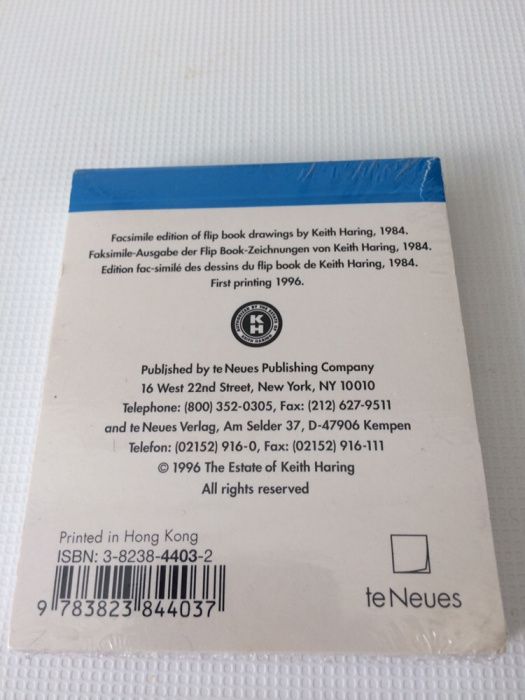 Facsimile edition of flip book drawings by Keith Haring, 1984.
Faksimile-Ausgabe der Flip Book-Zeichnungen von Keith Haring, 1984.
Edition fac-similé des dessins du flip book de Keith Haring, 1984.
First printing 1996.
KH
Published by te Neues Publishing Company
16 West 22nd Street, New York, NY 10010
Telephone: (800) 352-0305, Fax: (212) 627-9511
and te Neues Verlag, Am Selder 37, D-47906 Kempen
Telefon: (02152) 916-0, Fax: (02152) 916-111
© 1996 The Estate of Keith Haring
All rights reserved
Printed in Hong Kong
ISBN: 3-8238-4403-2
9 783823 844037
te Neues